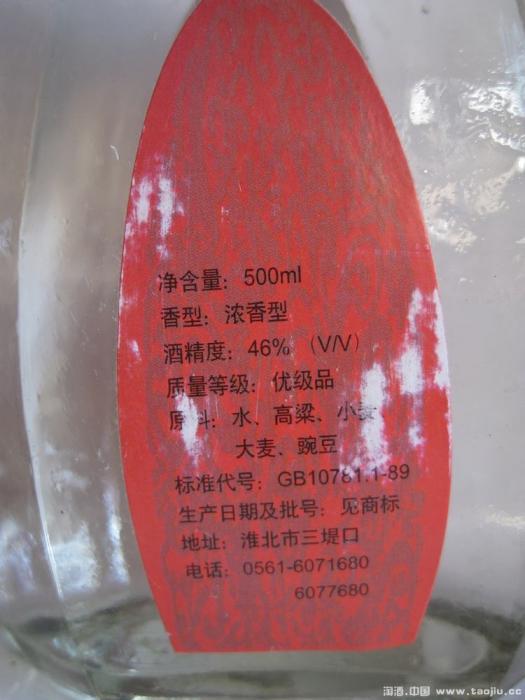 净含量：500ml
香型：浓香型
酒精度：46%（V/V）
质量等级：优级品
原料：水、高粱、小麦、
大麦、豌豆
标准代号：GB10781.1-89
生产日期及批号：见商标
地址：淮北市三堤口
电话：0561-6071680
6077680
淘酒.中国 www.taojiu.cc